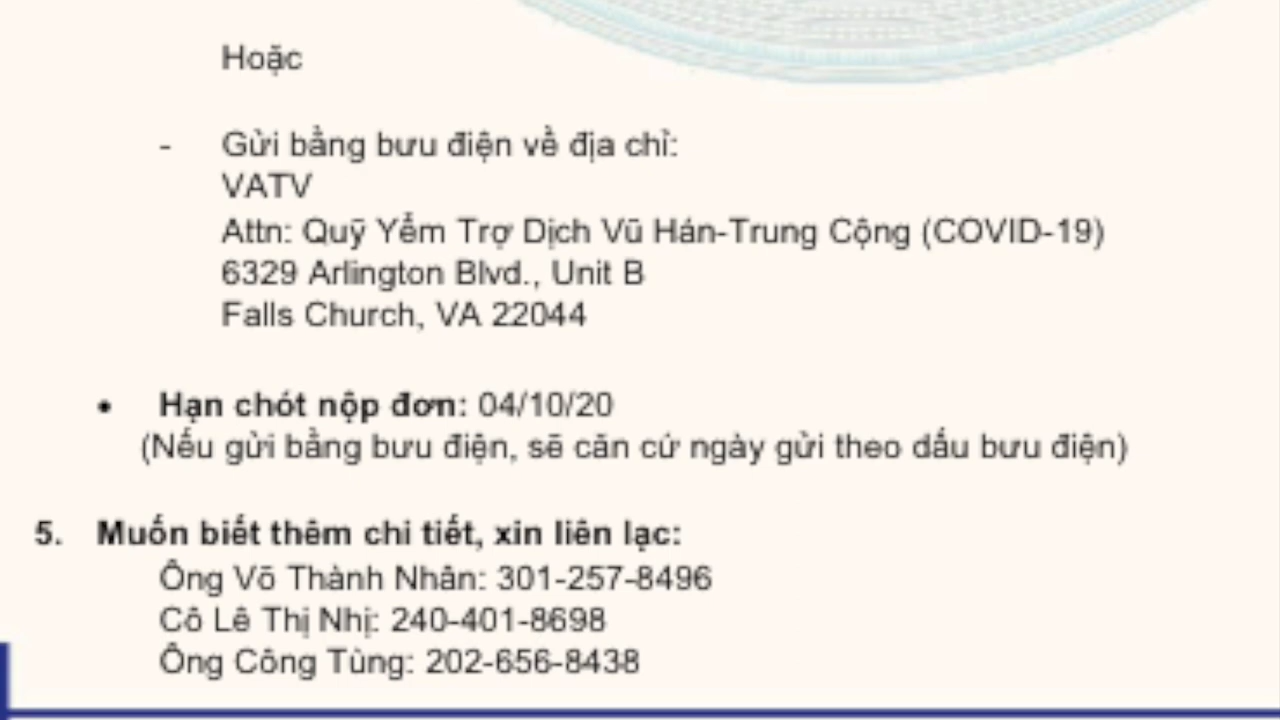 Hoặc
- Gửi bằng bưu điện về địa chỉ:
VATV
Attn: Quỹ Yểm Trợ Dịch Vũ Hán-Trung Cộng (COVID-19)
6329 Arlington Blvd., Unit B
Falls Church, VA 22044
• Hạn chót nộp đơn: 04/10/20
(Nếu gửi bằng bưu điện, sẽ căn cứ ngày gửi theo dấu bưu điện)
5. Muốn biết thêm chi tiết, xin liên lạc:
Ông Võ Thành Nhân: 301-257-8496
Cô Lê Thị Nhị: 240-401-8698
Ông Công Tùng: 202-656-8438